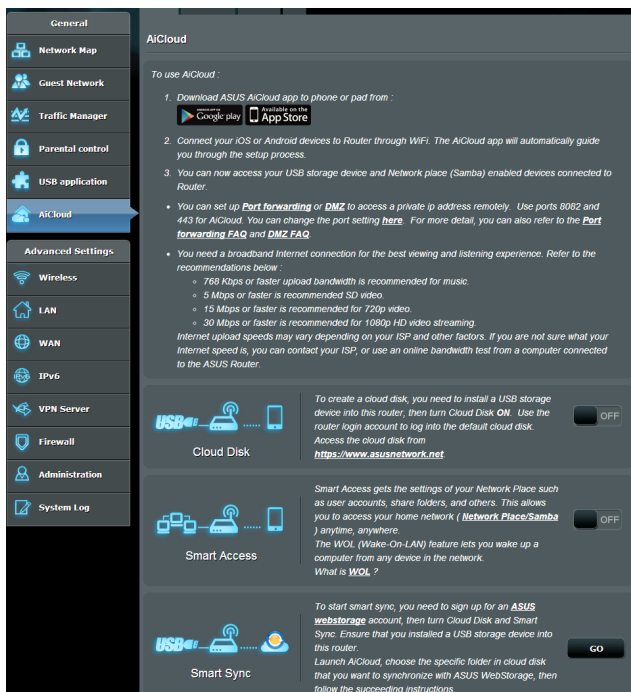 General
Network Map
Guest Network
Traffic Manager
Parental control
USB application
AiCloud
Advanced Settings
Wireless
LAN
WAN
IPv6
VPN Server
Firewall
Administration
System Log
AiCloud
To use AiCloud :
1. Download ASUS AiCloud app to phone or pad from :
ANDROID APP ON
Google play
Available on the
App Store
2. Connect your iOS or Android devices to Router through WiFi. The AiCloud app will automatically guide
you through the setup process.
3. You can now access your USB storage device and Network place (Samba) enabled devices connected to
Router.
• You can set up Port forwarding or DMZ to access a private ip address remotely. Use ports 8082 and
443 for AiCloud. You can change the port setting here. For more detail, you can also refer to the Port
forwarding FAQ and DMZ FAQ.
• You need a broadband Internet connection for the best viewing and listening experience. Refer to the
recommendations below :
◦ 768 Kbps or faster upload bandwidth is recommended for music.
◦ 5 Mbps or faster is recommended SD video.
◦ 15 Mbps or faster is recommended for 720p video.
◦ 30 Mbps or faster is recommended for 1080p HD video streaming.
Internet upload speeds may vary depending on your ISP and other factors. If you are not sure what your
Internet speed is, you can contact your ISP, or use an online bandwidth test from a computer connected
to the ASUS Router.
USB
Cloud Disk
To create a cloud disk, you need to install a USB storage
device into this router, then turn Cloud Disk ON. Use the
router login account to log into the default cloud disk.
Access the cloud disk from
https://www.asusnetwork.net.
OFF
Smart Access
Smart Access gets the settings of your Network Place such
as user accounts, share folders, and others. This allows
you to access your home network ( Network Place/Samba
) anytime, anywhere.
The WOL (Wake-On-LAN) feature lets you wake up a
computer from any device in the network.
What is WOL ?
OFF
USB
Smart Sync
To start smart sync, you need to sign up for an ASUS
webstorage account, then turn Cloud Disk and Smart
Sync. Ensure that you installed a USB storage device into
this router.
Launch AiCloud, choose the specific folder in cloud disk
that you want to synchronize with ASUS WebStorage, then
follow the succeeding instructions.
GO